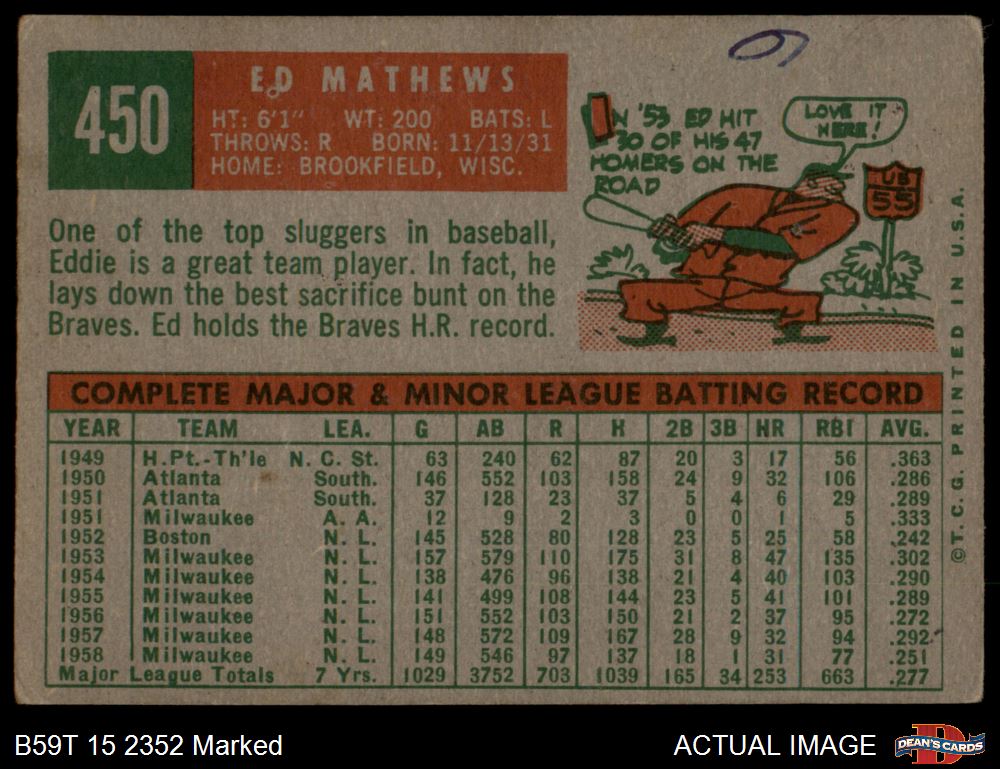 6
450
ED MATHEWS
HT: 6'1" WT: 200 BATS: L
THROWS: R BORN: 11/13/31
HOME: BROOKFIELD, WISC.
IN '53 ED HIT
30 OF HIS 47
HOMERS ON THE
ROAD
LOVE IT
HERE!
US
55
One of the top sluggers in baseball,
Eddie is a great team player. In fact, he
lays down the best sacrifice bunt on the
Braves. Ed holds the Braves H.R. record.
COMPLETE MAJOR & MINOR LEAGUE BATTING RECORD
YEAR TEAM LEA. G AB R H 2B 3B HR RBI AVG.
1949 H.Pt.-Th'le N. C. St. 63 240 62 87 20 3 17 56 .363
1950 Atlanta South. 146 552 103 158 24 9 32 106 .286
1951 Atlanta South. 37 128 23 37 5 4 6 29 .289
1951 Milwaukee A. A. 12 9 2 3 0 0 1 5 .333
1952 Boston N. L. 145 528 80 128 23 5 25 58 .242
1953 Milwaukee N. L. 157 579 110 175 31 8 47 135 .302
1954 Milwaukee N. L. 138 476 96 138 21 4 40 103 .290
1955 Milwaukee N. L. 141 499 108 144 23 5 41 101 .289
1956 Milwaukee N. L. 151 552 103 150 21 2 37 95 .272
1957 Milwaukee N. L. 148 572 109 167 28 9 32 94 .292
1958 Milwaukee N. L. 149 546 97 137 18 1 31 77 .251
Major League Totals 7 Yrs. 1029 3752 703 1039 165 34 253 663 .277
©T. C. G. PRINTED IN U.S.A.
B59T 15 2352 Marked
ACTUAL IMAGE
DEAN'S CARDS